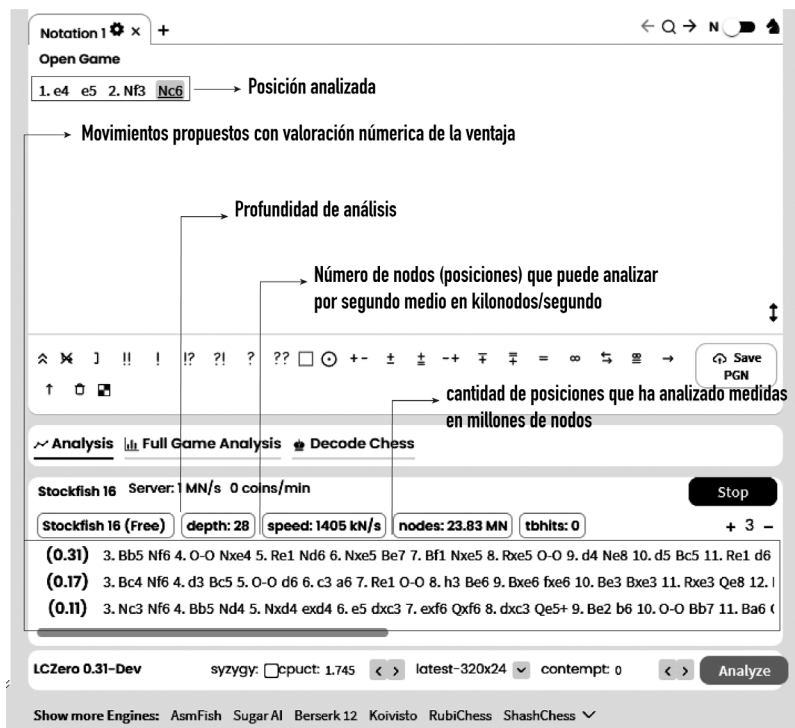 Notation 1 × +
← → N
Open Game
1. e4 e5 2. Nf3 Nc6 Posición analizada
Movimientos propuestos con valoración númerica de la ventaja
Profundidad de análisis
Número de nodos (posiciones) que puede analizar
por segundo medio en kilonodos/segundo
!! ! !? ?! ? ?? □ ⊙ +- ± ⩲ -+ ∓ ⩱ = ∞ ⇆ →
Save
PGN
↑
cantidad de posiciones que ha analizado medidas
en millones de nodos
Analysis Full Game Analysis Decode Chess
Stockfish 16 Server: 1 MN/s 0 coins/min Stop
Stockfish 16 (Free) depth: 28 speed: 1405 kN/s nodes: 23.83 MN tbhits: 0 + 3 –
(0.31) 3. Bb5 Nf6 4. O-O Nxe4 5. Re1 Nd6 6. Nxe5 Be7 7. Bf1 Nxe5 8. Rxe5 O-O 9. d4 Ne8 10. d5 Bc5 11. Re1 d6
(0.17) 3. Bc4 Nf6 4. d3 Bc5 5. O-O d6 6. c3 a6 7. Re1 O-O 8. h3 Be6 9. Bxe6 fxe6 10. Be3 Bxe3 11. Rxe3 Qe8 12.
(0.11) 3. Nc3 Nf6 4. Bb5 Nd4 5. Nxd4 exd4 6. e5 dxc3 7. exf6 Qxf6 8. dxc3 Qe5+ 9. Be2 b6 10. O-O Bb7 11. Ba6
LCZero 0.31-Dev syzygy: cpuct: 1.745 < > latest-320x24 contempt: 0 < > Analyze
Show more Engines: AsmFish Sugar AI Berserk 12 Koivisto RubiChess ShashChess